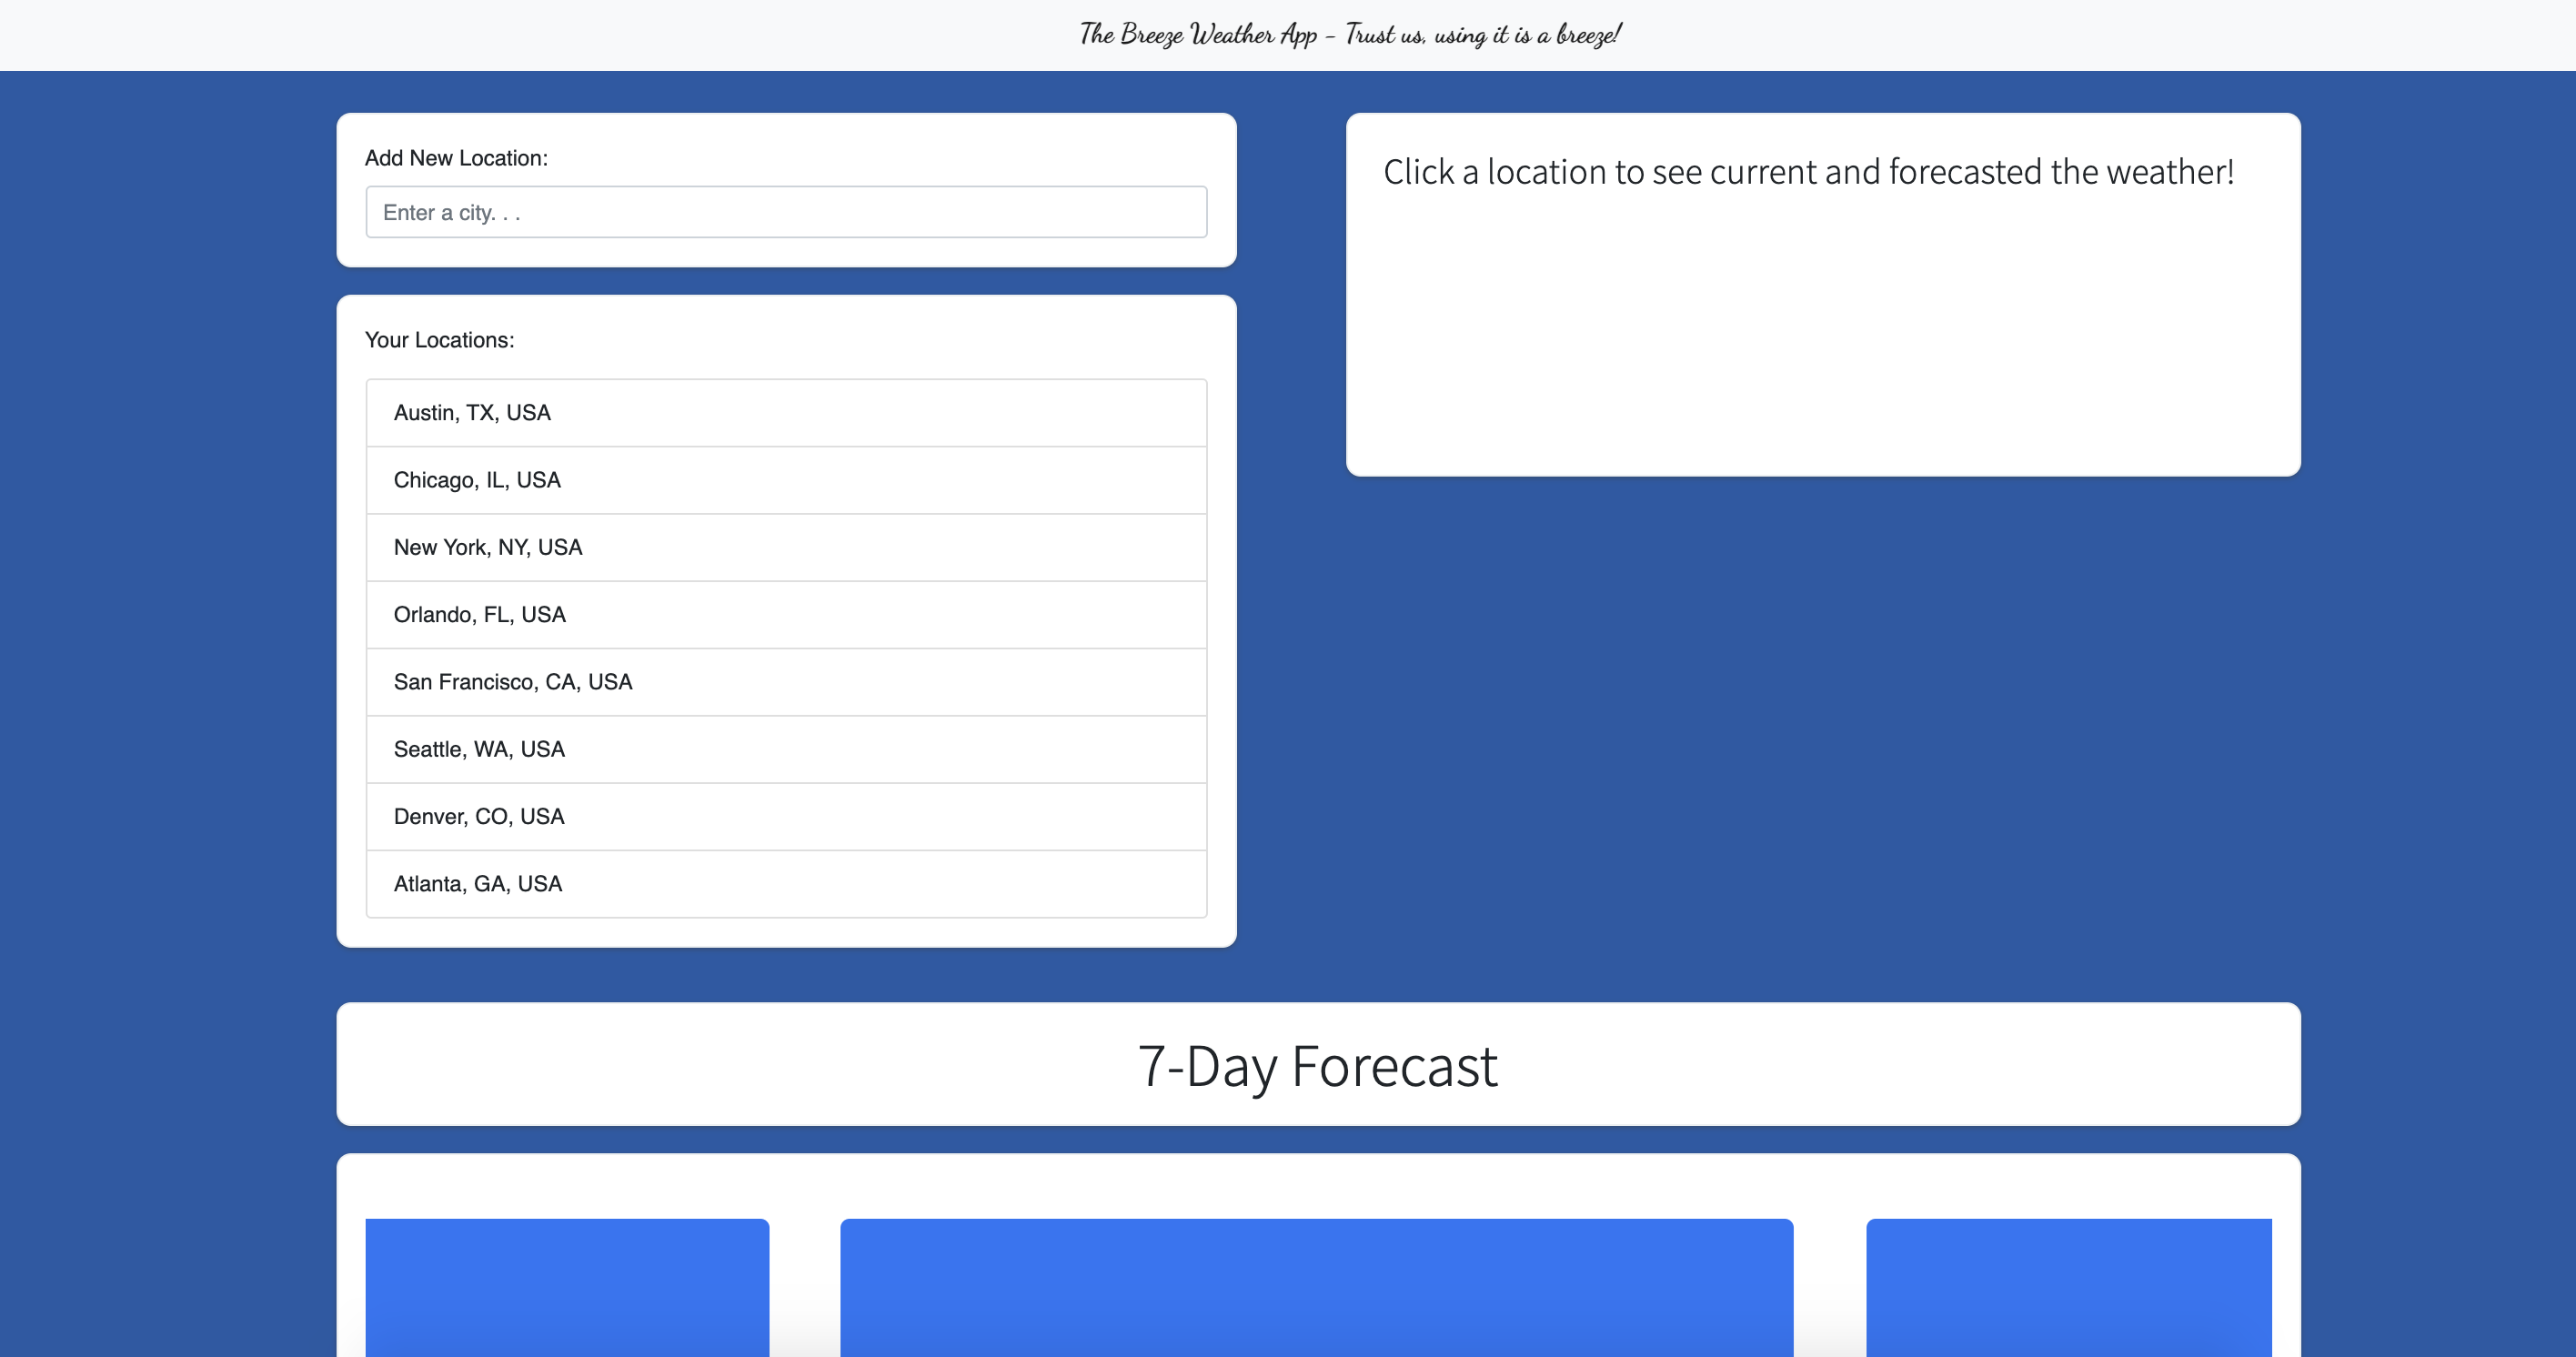 The Breeze Weather App - Trust us, using it is a breeze!
Add New Location:
Enter a city. . .
Click a location to see current and forecasted the weather!
Your Locations:
Austin, TX, USA
Chicago, IL, USA
New York, NY, USA
Orlando, FL, USA
San Francisco, CA, USA
Seattle, WA, USA
Denver, CO, USA
Atlanta, GA, USA
7-Day Forecast